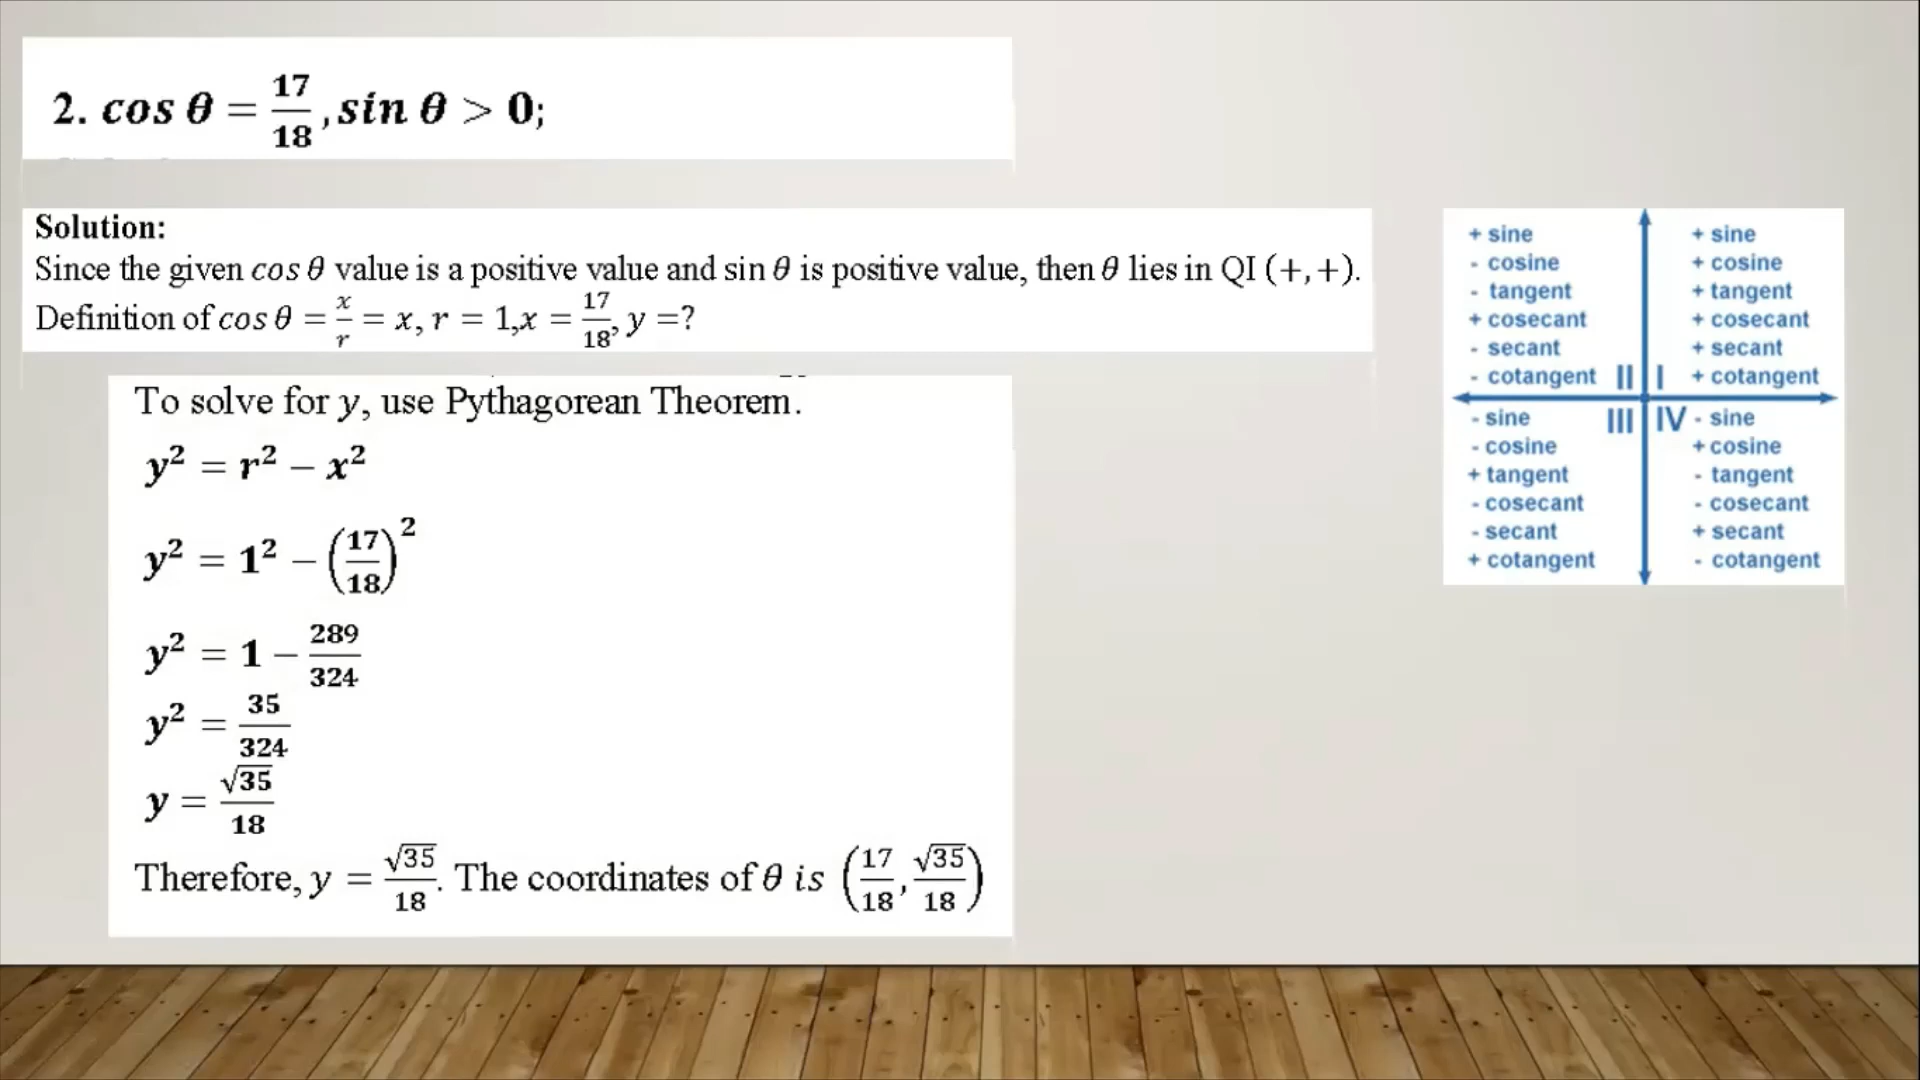 2. cos θ = 17/18, sin θ > 0;
Solution:
Since the given cos θ value is a positive value and sin θ is positive value, then θ lies in QI (+,+).
Definition of cos θ = x/r = x, r = 1,x = 17/18, y =?
To solve for y, use Pythagorean Theorem.
y² = r² − x²
y² = 1² − (17/18)²
y² = 1 − 289/324
y² = 35/324
y = √35/18
Therefore, y = √35/18. The coordinates of θ is (17/18, √35/18)
+ sine
- cosine
- tangent
+ cosecant
- secant
- cotangent
II
I
+ sine
+ cosine
+ tangent
+ cosecant
+ secant
+ cotangent
- sine
- cosine
+ tangent
- cosecant
- secant
+ cotangent
III
IV
- sine
+ cosine
- tangent
- cosecant
+ secant
- cotangent